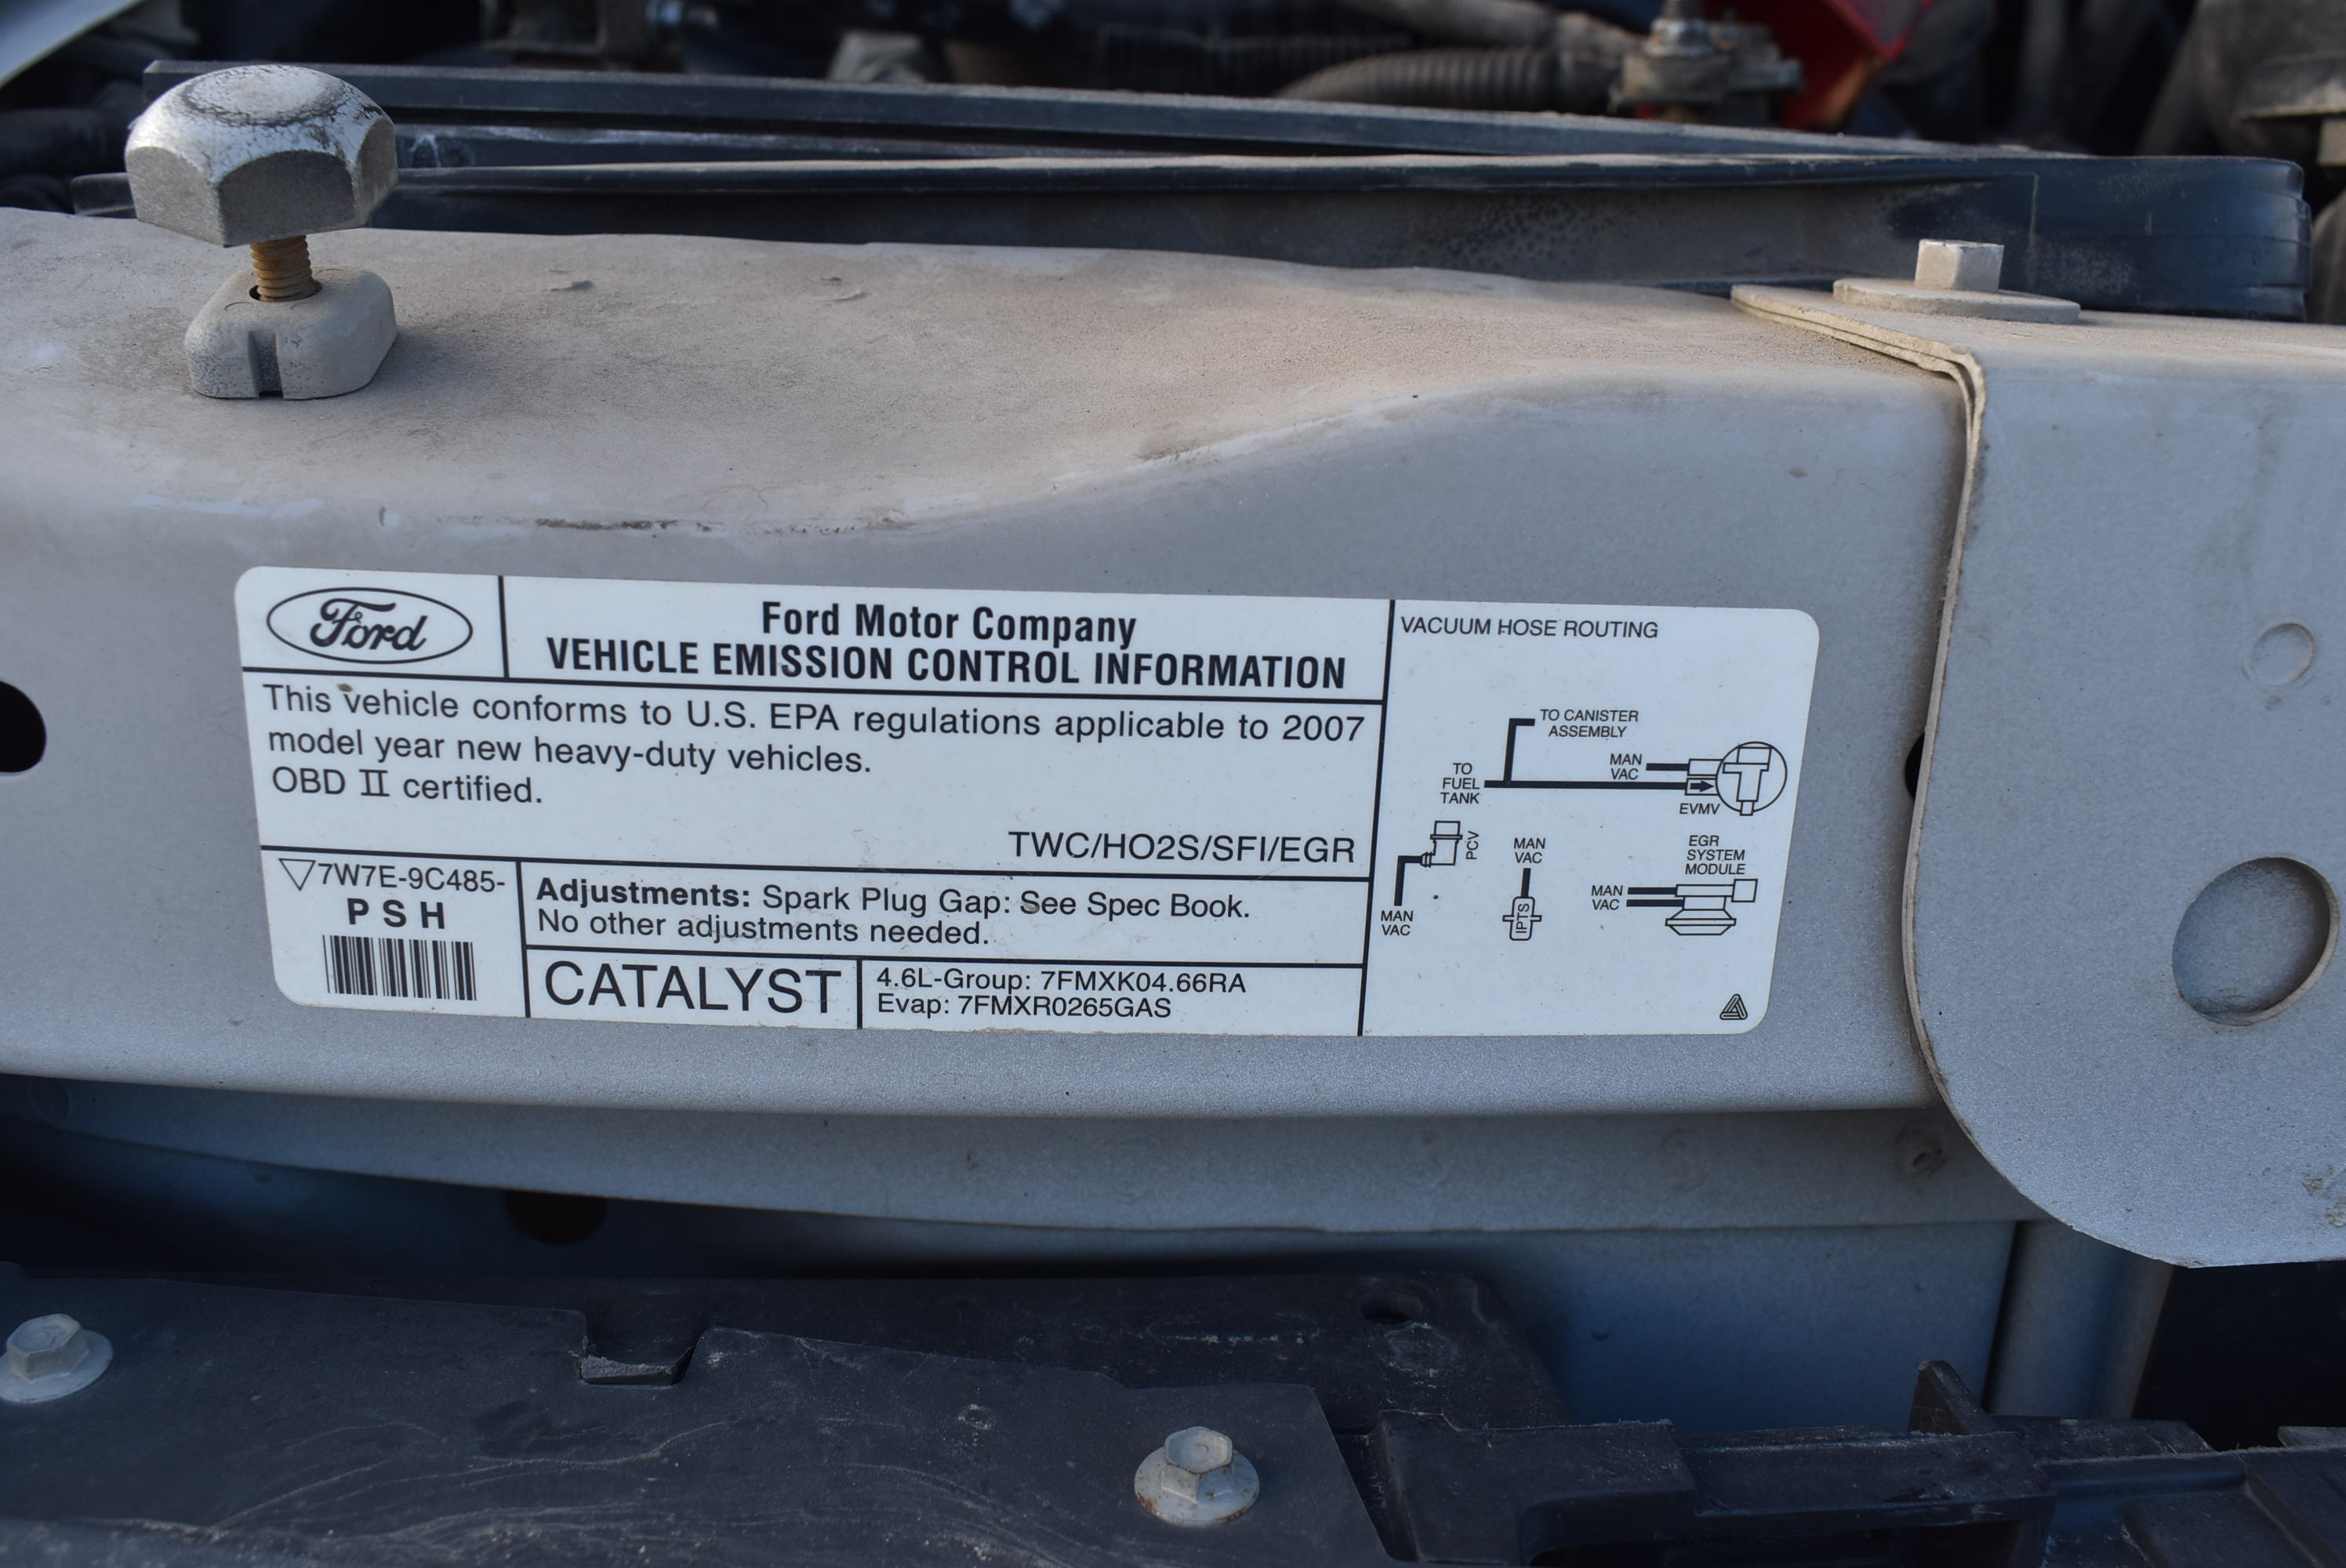 Ford
Ford Motor Company
VEHICLE EMISSION CONTROL INFORMATION
This vehicle conforms to U.S. EPA regulations applicable to 2007
model year new heavy-duty vehicles.
OBD II certified.
TWC/HO2S/SFI/EGR
7W7E-9C485-
PSH
Adjustments: Spark Plug Gap: See Spec Book.
No other adjustments needed.
CATALYST
4.6L-Group: 7FMXK04.66RA
Evap: 7FMXR0265GAS
VACUUM HOSE ROUTING
TO CANISTER
ASSEMBLY
MAN
VAC
TO
FUEL
TANK
EVMV
PCV
MAN
VAC
MAN
VAC
IPTS
EGR
SYSTEM
MODULE
MAN
VAC